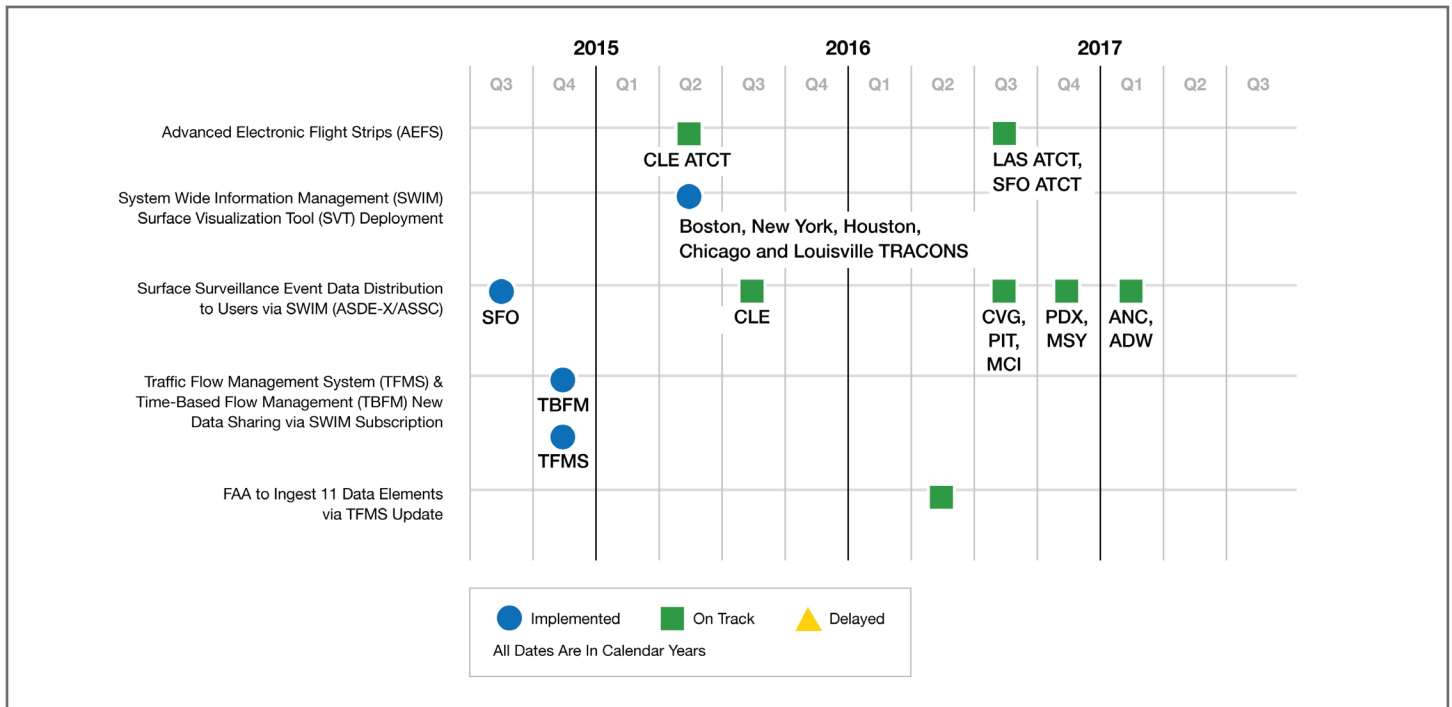 2015 2016 2017
Q3 Q4 Q1 Q2 Q3 Q4 Q1 Q2 Q3 Q4 Q1 Q2 Q3
Advanced Electronic Flight Strips (AEFS)
CLE ATCT
LAS ATCT,
SFO ATCT
System Wide Information Management (SWIM)
Surface Visualization Tool (SVT) Deployment
Boston, New York, Houston,
Chicago and Louisville TRACONS
Surface Surveillance Event Data Distribution
to Users via SWIM (ASDE-X/ASSC)
SFO
CLE
CVG,
PIT,
MCI
PDX,
MSY
ANC,
ADW
Traffic Flow Management System (TFMS) &
Time-Based Flow Management (TBFM) New
Data Sharing via SWIM Subscription
TBFM
TFMS
FAA to Ingest 11 Data Elements
via TFMS Update
Implemented On Track Delayed
All Dates Are In Calendar Years